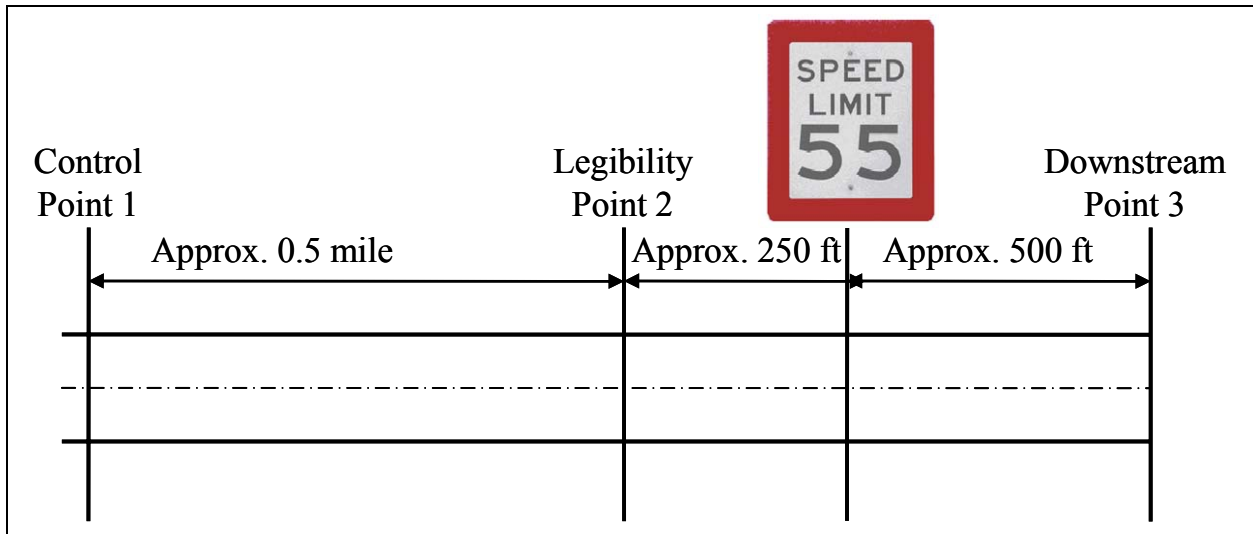 SPEED
LIMIT
55
Control
Point 1
Legibility
Point 2
Downstream
Point 3
Approx. 0.5 mile
Approx. 250 ft
Approx. 500 ft